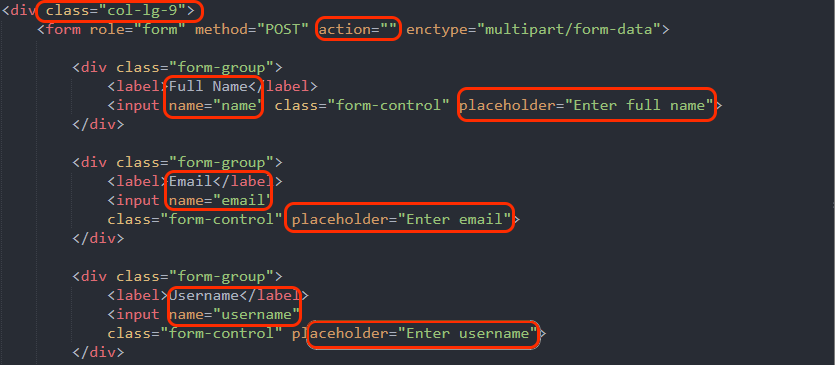 <div class="col-lg-9">
<form role="form" method="POST" action="" enctype="multipart/form-data">
<div class="form-group">
<label>Full Name</label>
<input name="name" class="form-control" placeholder="Enter full name">
</div>
<div class="form-group">
<label>Email</label>
<input name="email"
class="form-control" placeholder="Enter email">
</div>
<div class="form-group">
<label>Username</label>
<input name="username"
class="form-control" placeholder="Enter username">
</div>